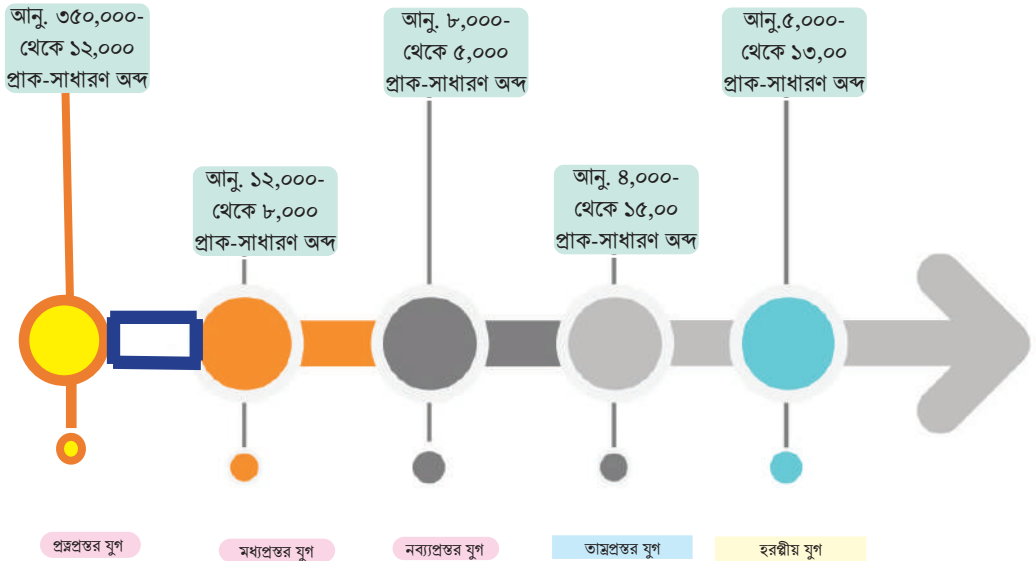 আনু. ৩৫০,০০০-
থেকে ১২,০০০
প্রাক-সাধারণ অব্দ
আনু. ১২,০০০-
থেকে ৮,০০০
প্রাক-সাধারণ অব্দ
আনু. ৮,০০০-
থেকে ৫,০০০
প্রাক-সাধারণ অব্দ
আনু. ৪,০০০-
থেকে ১৫,০০
প্রাক-সাধারণ অব্দ
আনু.৫,০০০-
থেকে ১৩,০০
প্রাক-সাধারণ অব্দ
প্রত্নপ্রস্তর যুগ
মধ্যপ্রস্তর যুগ
নব্যপ্রস্তর যুগ
তাম্রপ্রস্তর যুগ
হরপ্পীয় যুগ